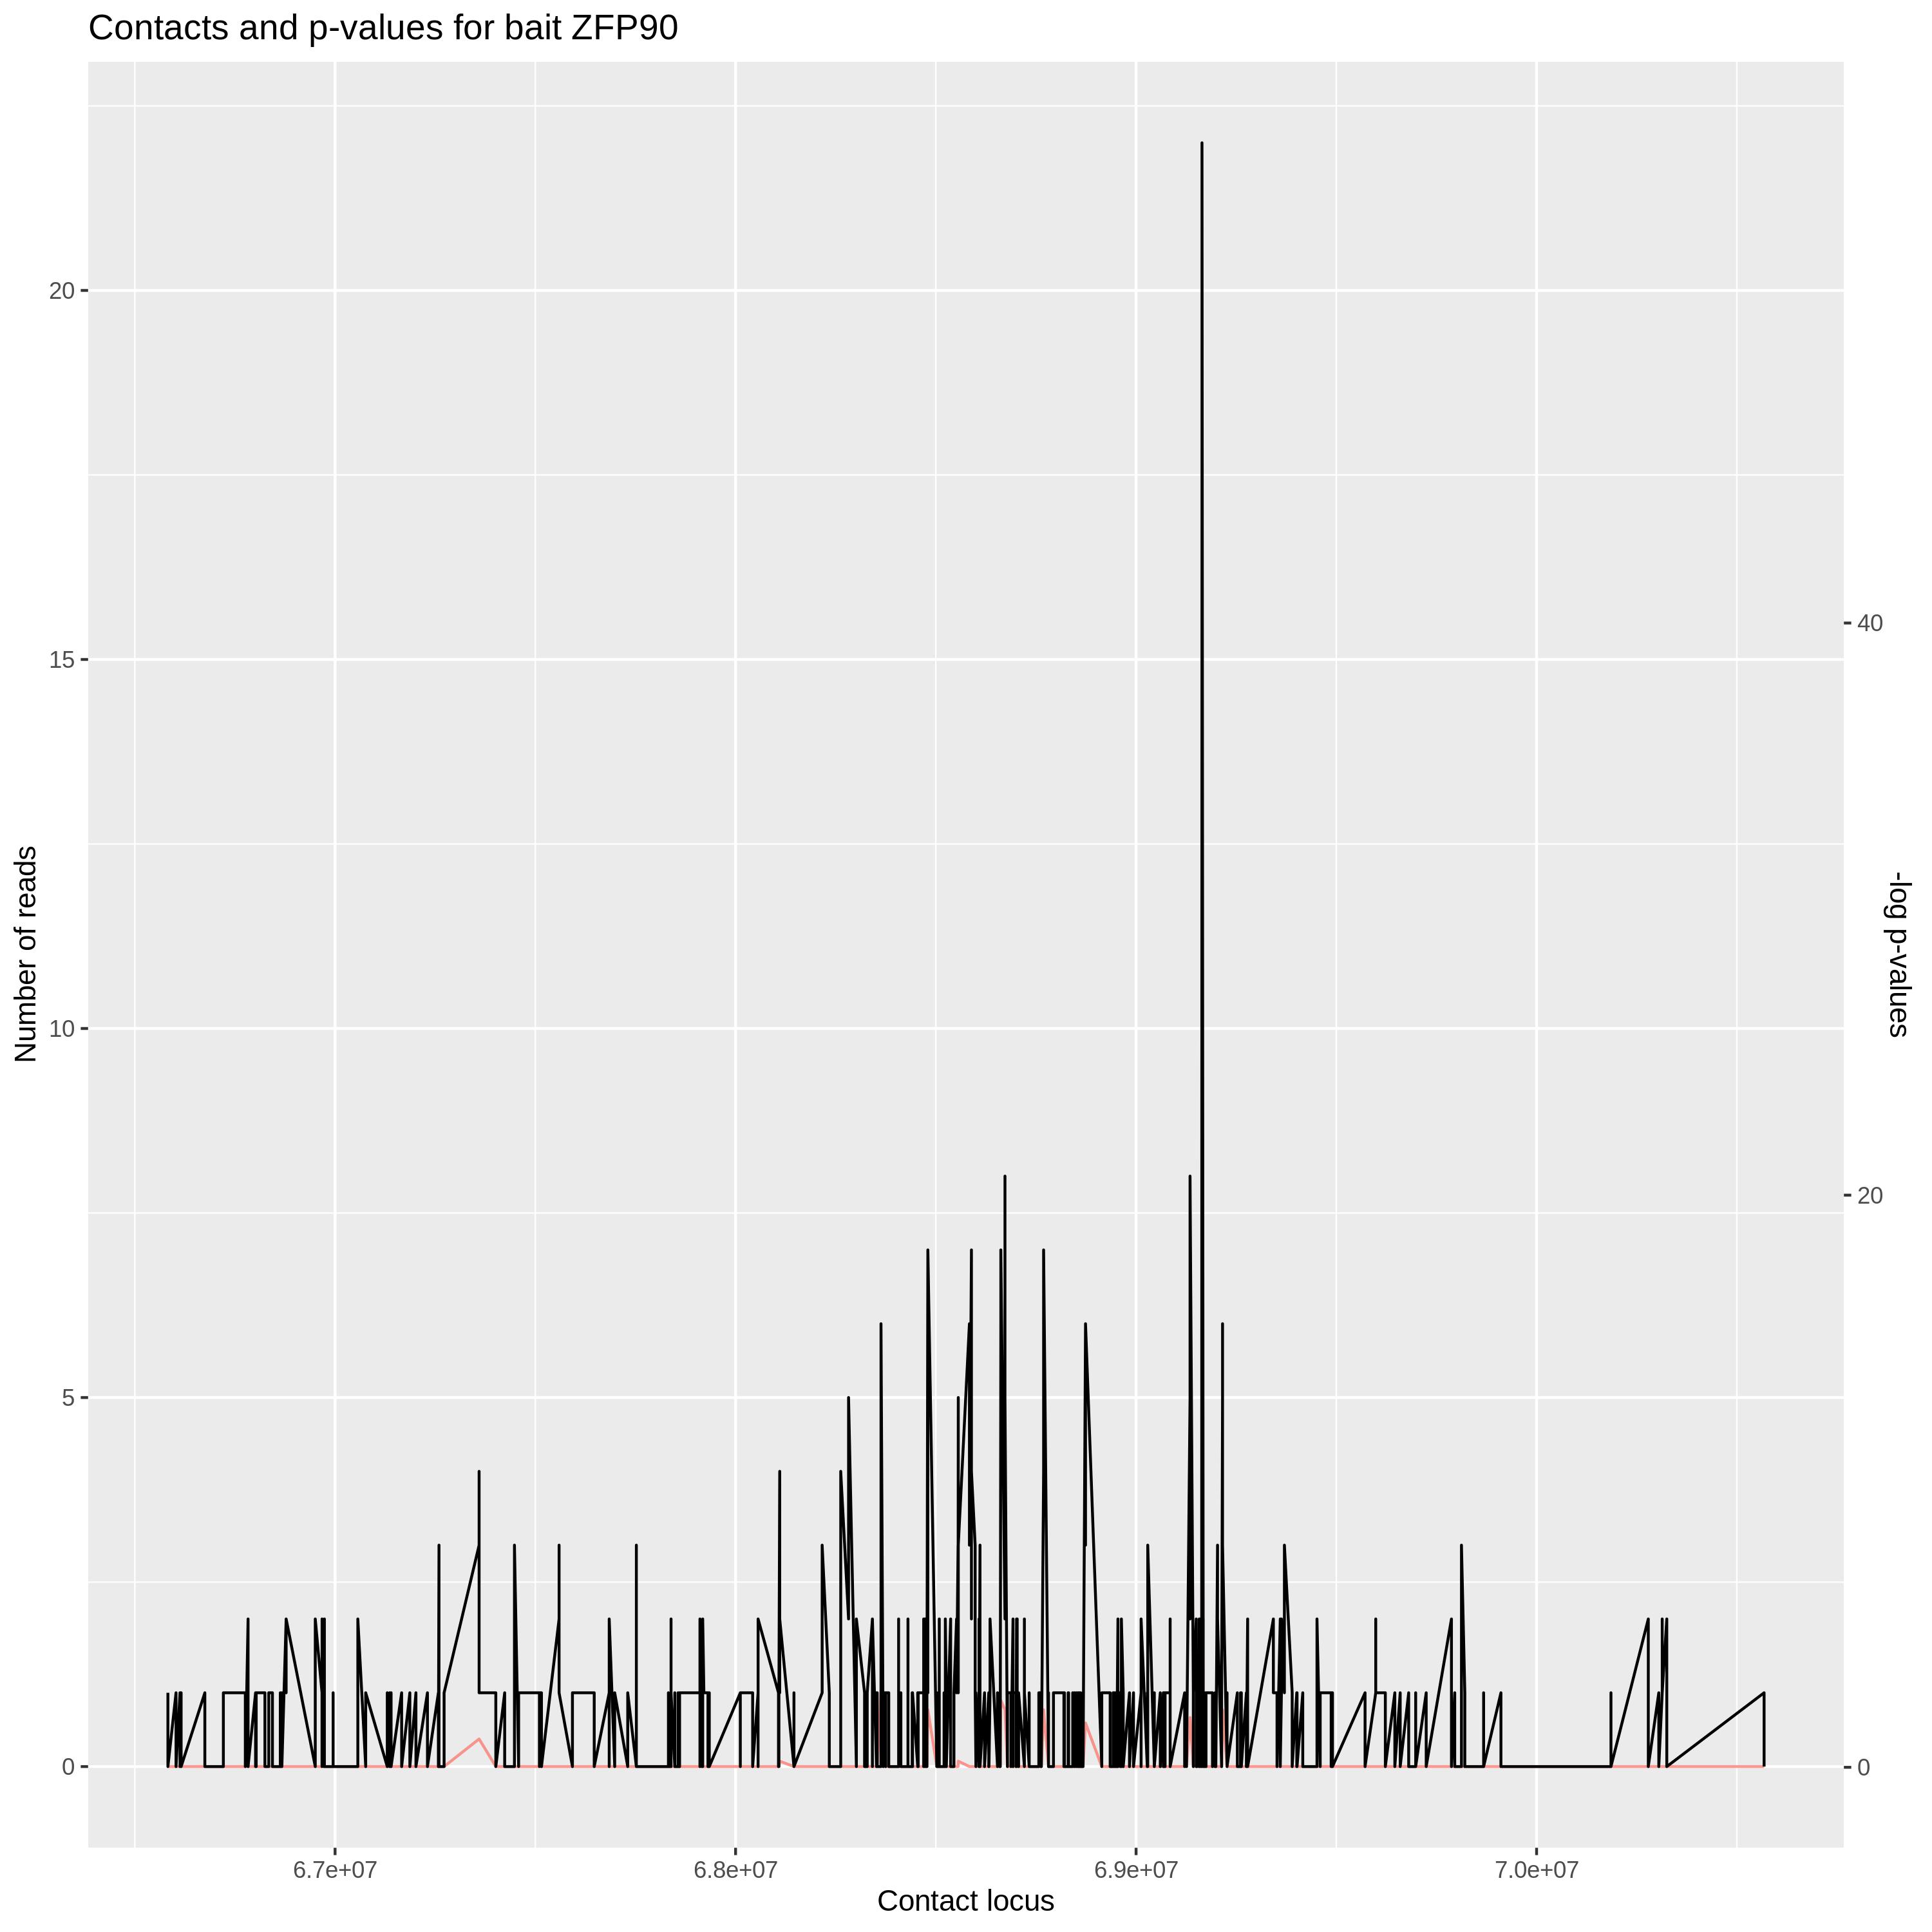 Contacts and p-values for bait ZFP90
20
15
10
5
0
Number of reads
40
20
0
-log p-values
6.7e+07
6.8e+07
6.9e+07
7.0e+07
Contact locus